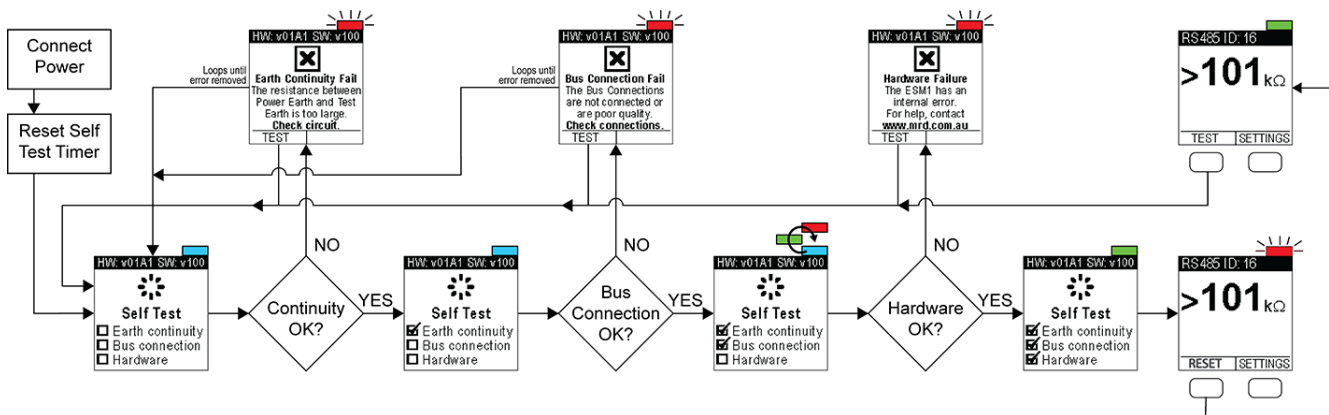 Connect
Power
Reset Self
Test Timer
Loops until
error removed
HW: v01A1 SW: v100
Earth Continuity Fail
The resistance between
Power Earth and Test
Earth is too large.
Check circuit.
TEST
Loops until
error removed
HW: v01A1 SW: v100
Bus Connection Fail
The Bus Connections
are not connected or
are poor quality.
Check connections.
TEST
HW: v01A1 SW: v100
Hardware Failure
The ESM1 has an
internal error.
For help, contact
www.mrd.com.au
TEST
RS485 ID: 16
>101kΩ
TEST SETTINGS
HW: v01A1 SW: v100
Self Test
Earth continuity
Bus connection
Hardware
NO
Continuity
OK?
YES
HW: v01A1 SW: v100
Self Test
Earth continuity
Bus connection
Hardware
NO
Bus
Connection
OK?
YES
HW: v01A1 SW: v100
Self Test
Earth continuity
Bus connection
Hardware
NO
Hardware
OK?
YES
HW: v01A1 SW: v100
Self Test
Earth continuity
Bus connection
Hardware
RS485 ID: 16
>101kΩ
RESET SETTINGS